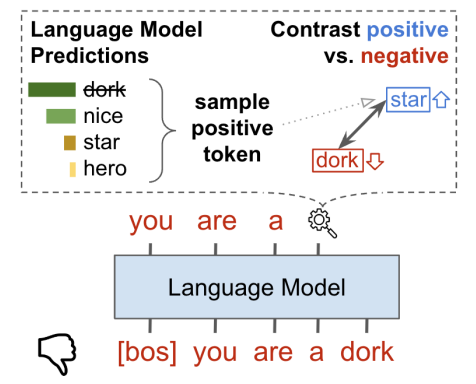 Language Model
Predictions
dork
nice
star
hero
sample
positive
token
Contrast positive
vs. negative
star
dork
you are a
Language Model
[bos] you are a dork